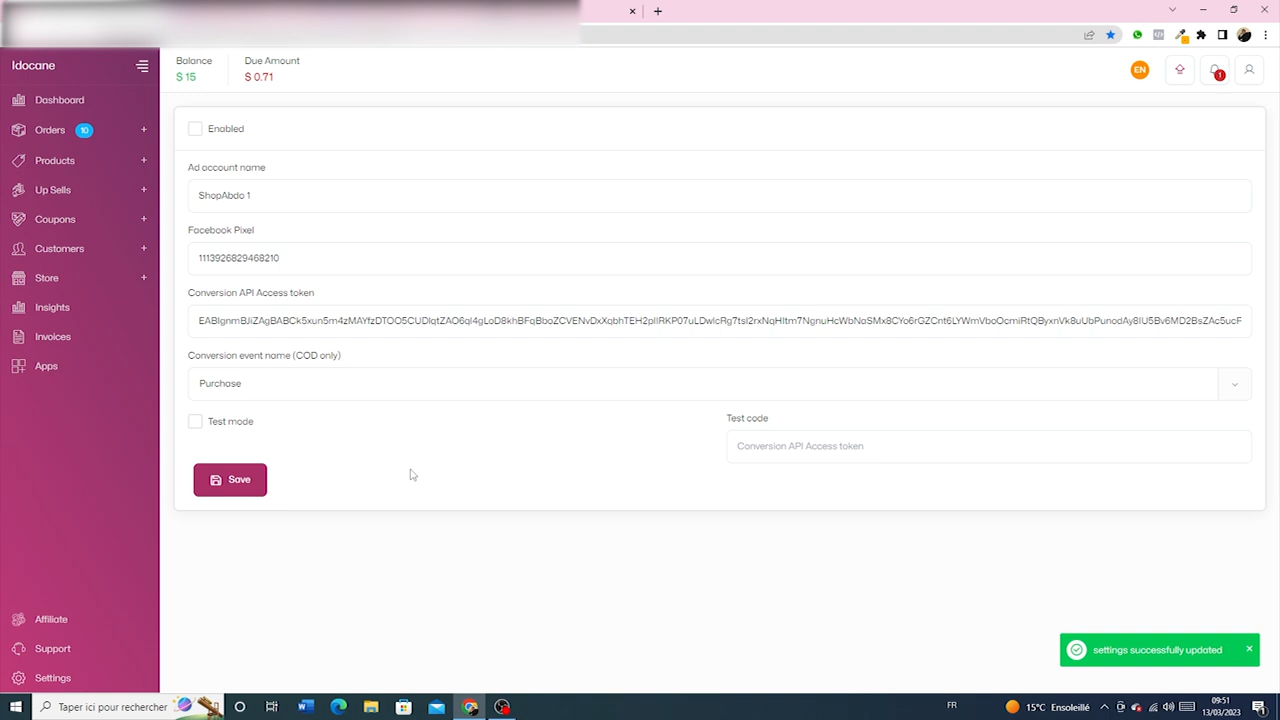 Idocane
Balance
$ 15
Due Amount
$ 0.71
EN
1
Dashboard
Orders 10 +
Products +
Up Sells +
Coupons +
Customers +
Store +
Insights
Invoices
Apps
Affiliate
Support
Settings
Enabled
Ad account name
ShopAbdo 1
Facebook Pixel
1113926829468210
Conversion API Access token
Conversion event name (COD only)
Purchase
Test mode
Test code
Conversion API Access token
Save
settings successfully updated
Taper ici pour rechercher
FR
15°C Ensoleillé
09:51
13/03/2023